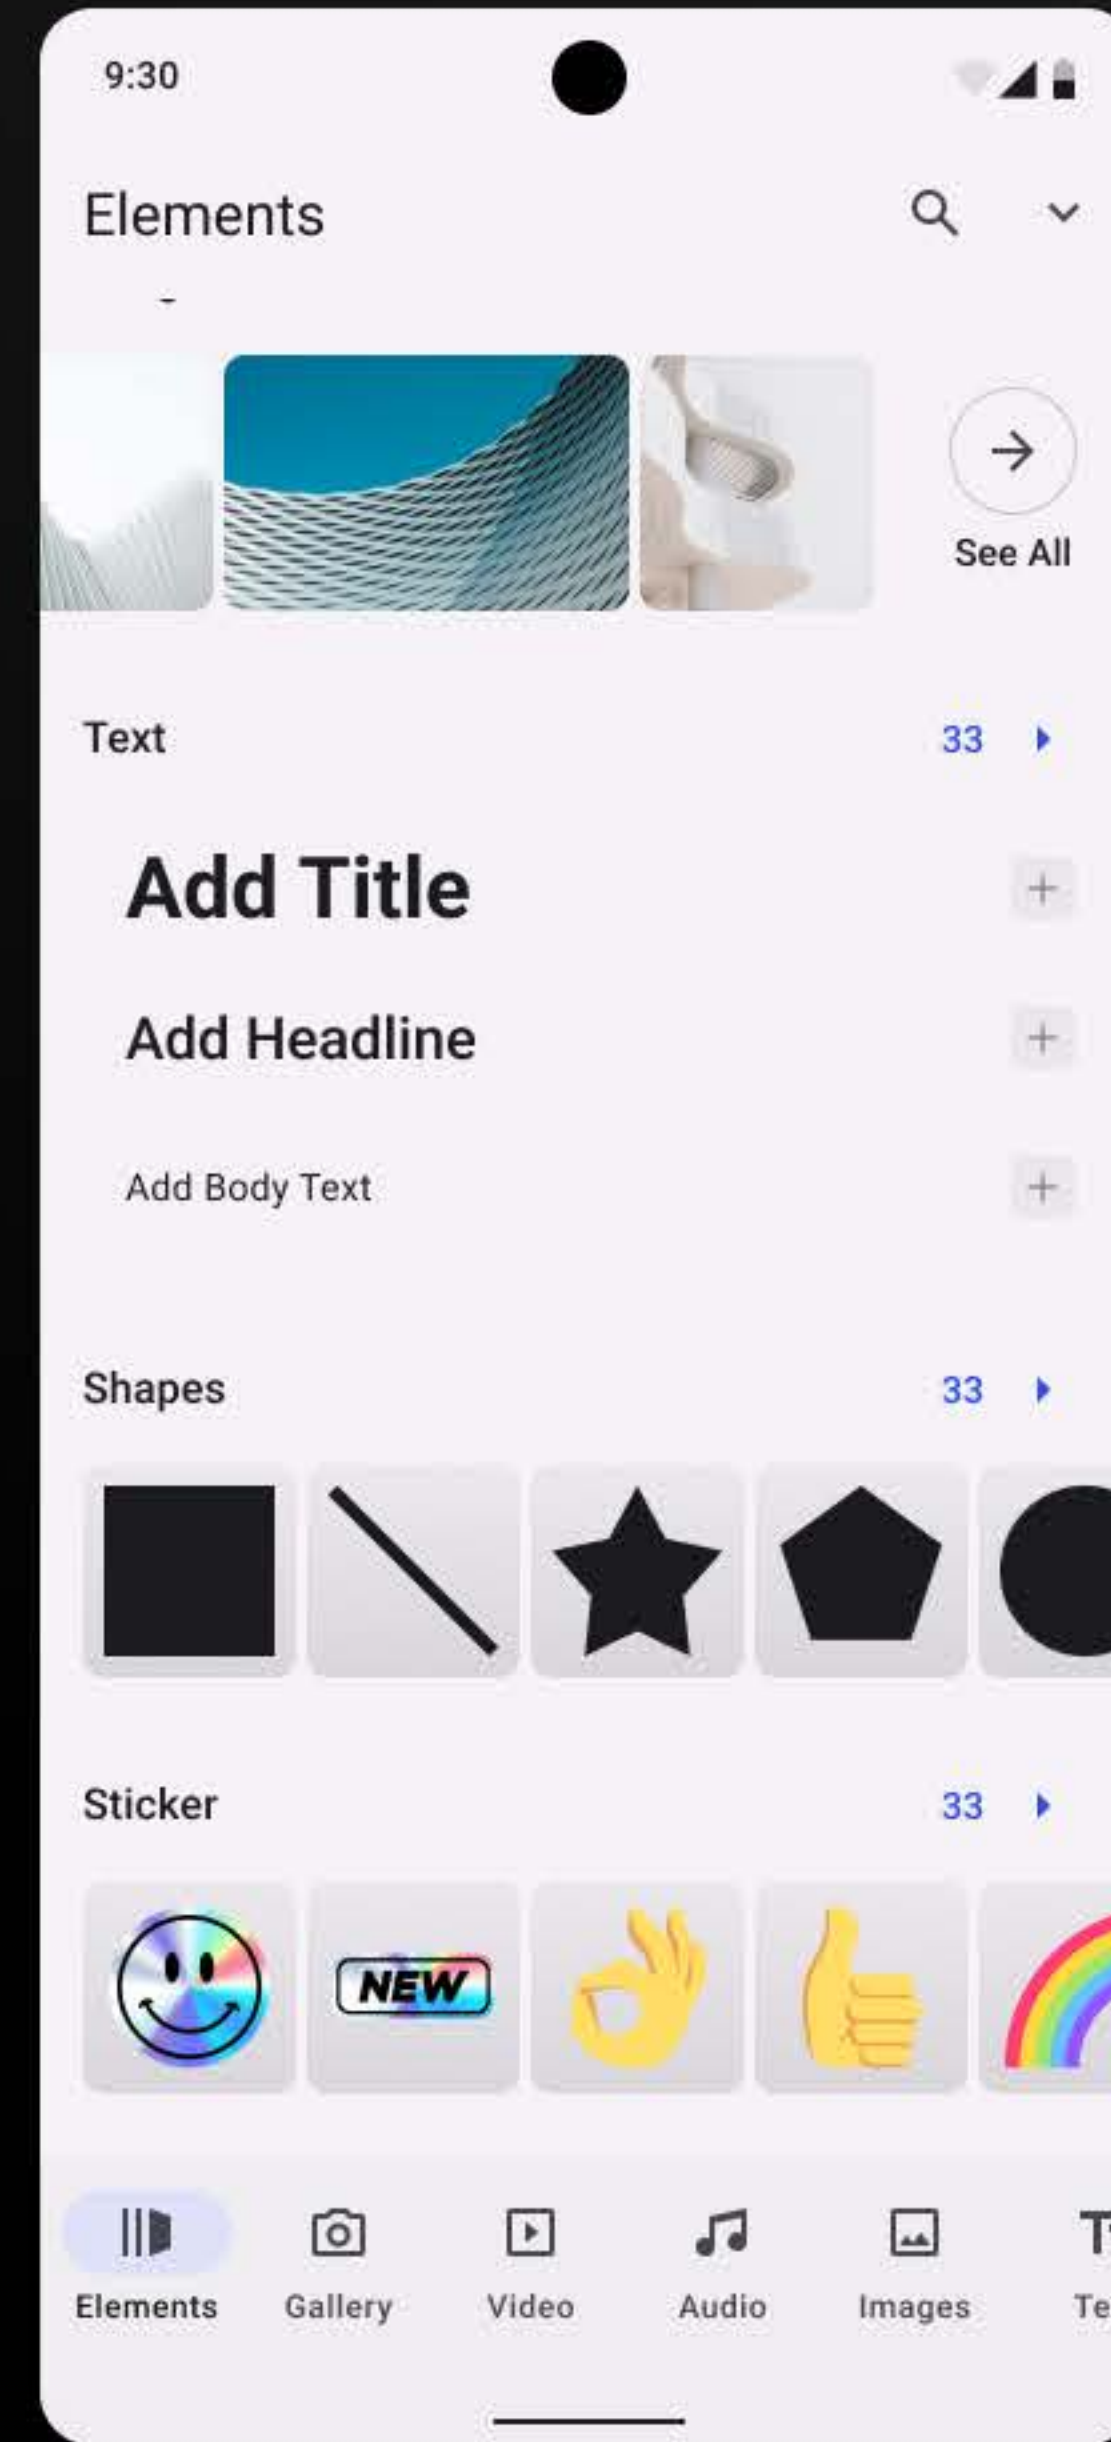 9:30
Elements
See All
Text 33
Add Title
Add Headline
Add Body Text
Shapes 33
Sticker 33
NEW
Elements Gallery Video Audio Images